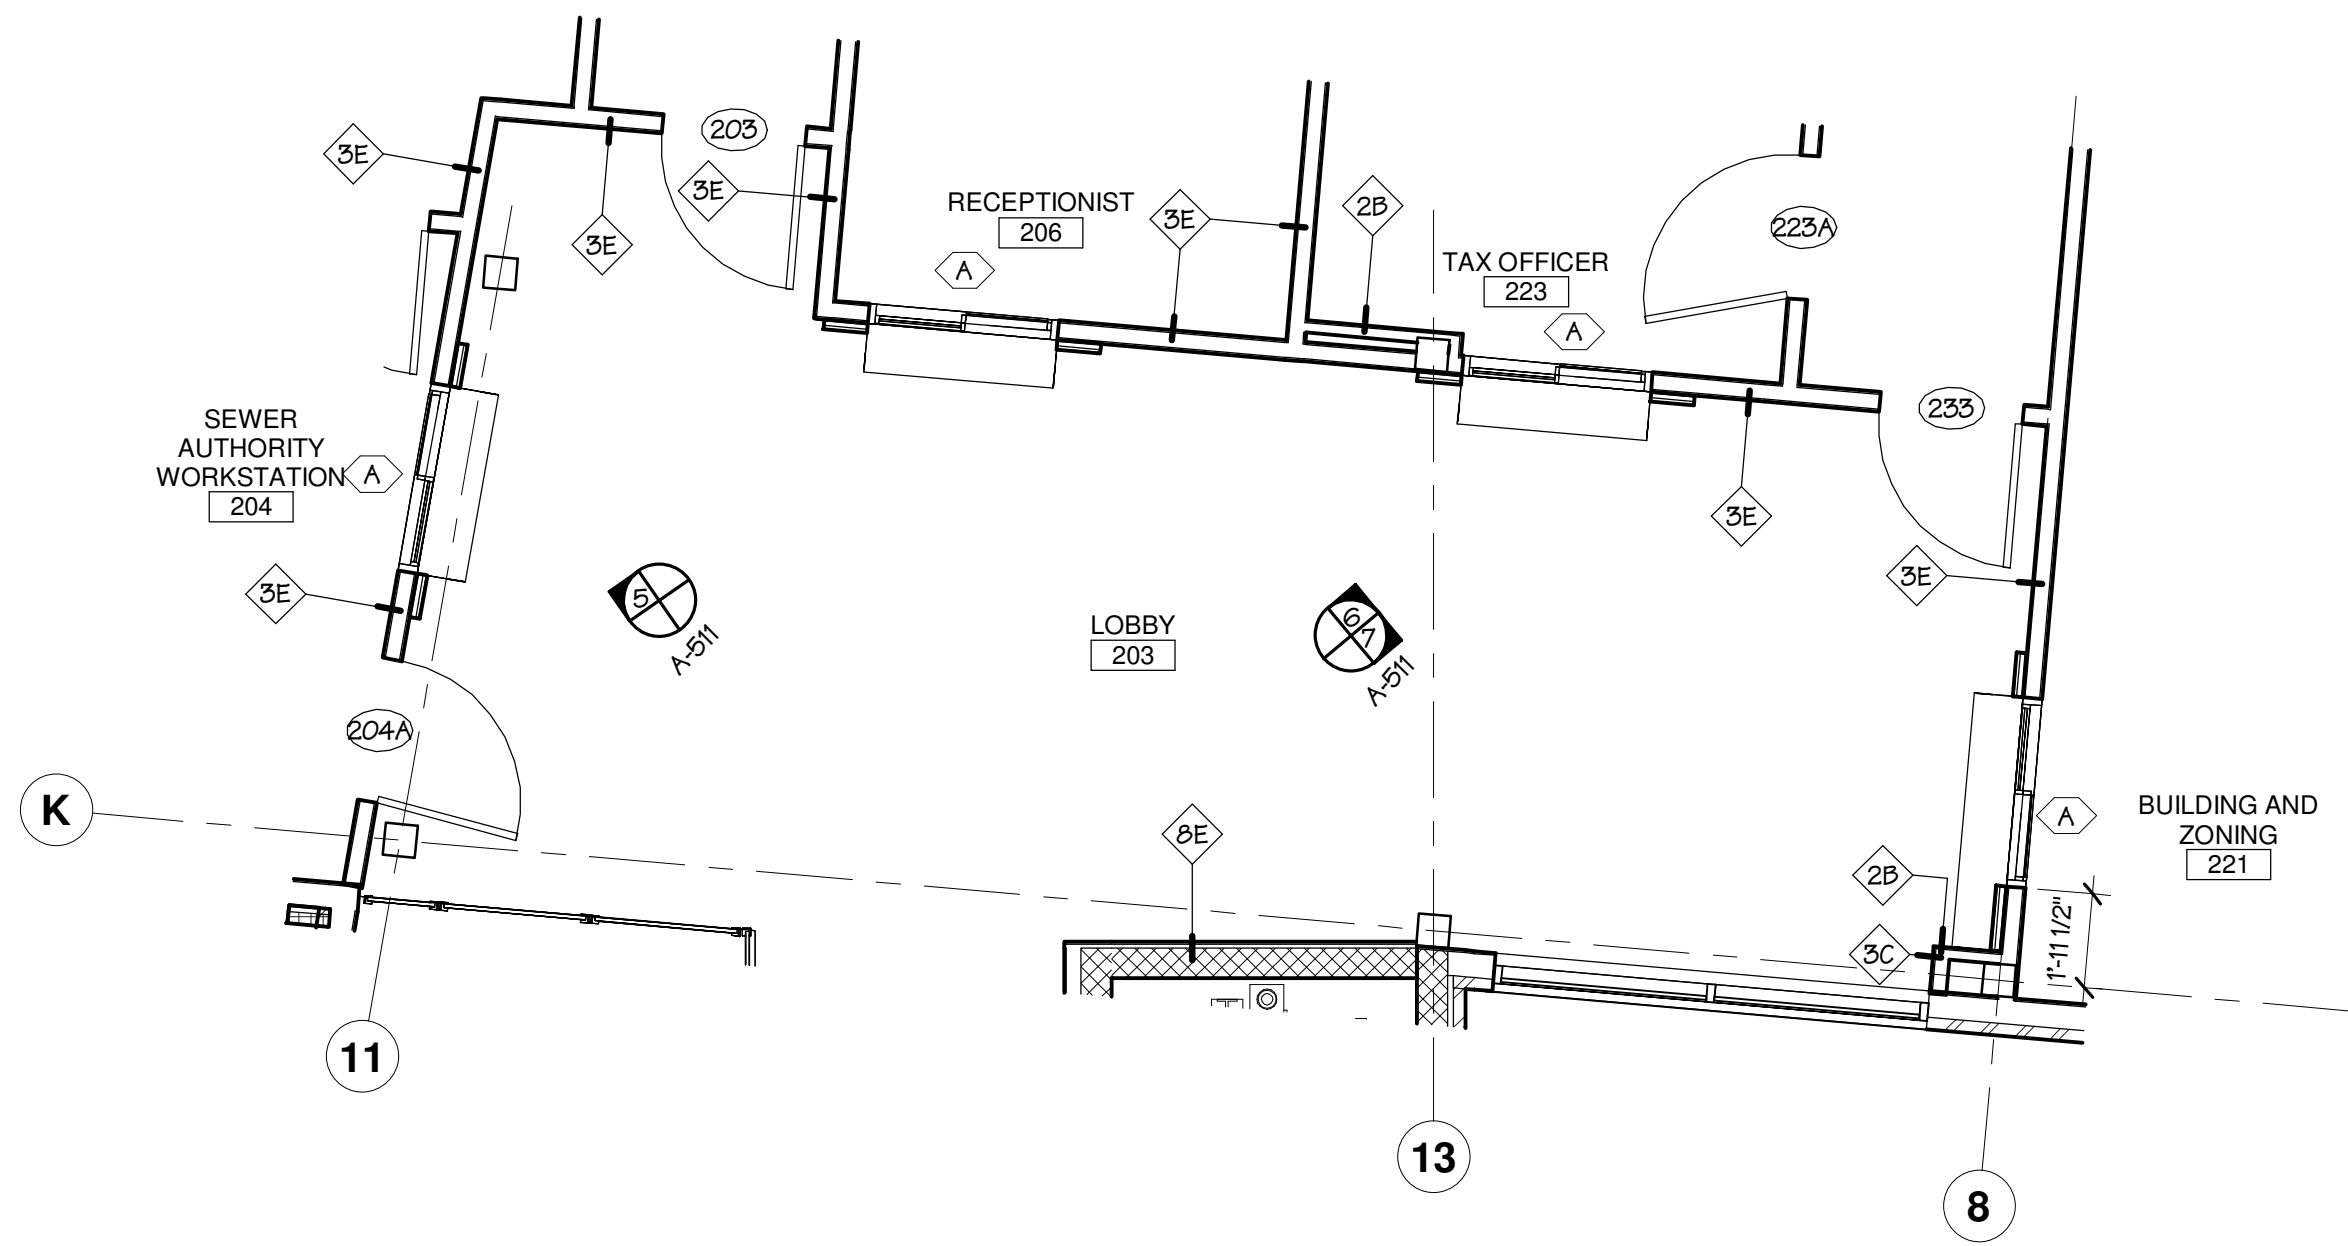 203
3E
3E
3E
RECEPTIONIST
206
A
3E
2B
223A
TAX OFFICER
223
A
233
SEWER
AUTHORITY
WORKSTATION
204
A
3E
3E
3E
5
A-511
LOBBY
203
6
7
A-511
204A
K
8E
A
BUILDING AND
ZONING
221
2B
3C
1'-11 1/2"
11
13
8